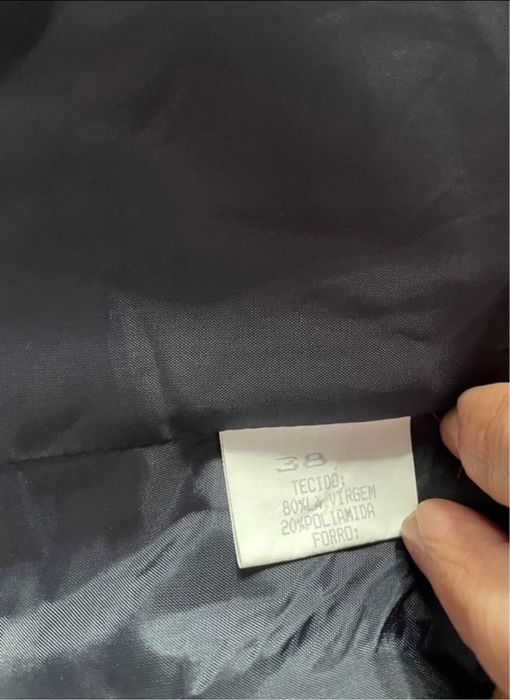 38
TECIDO:
80%LÃ VIRGEM
20%POLIAMIDA
FORRO: